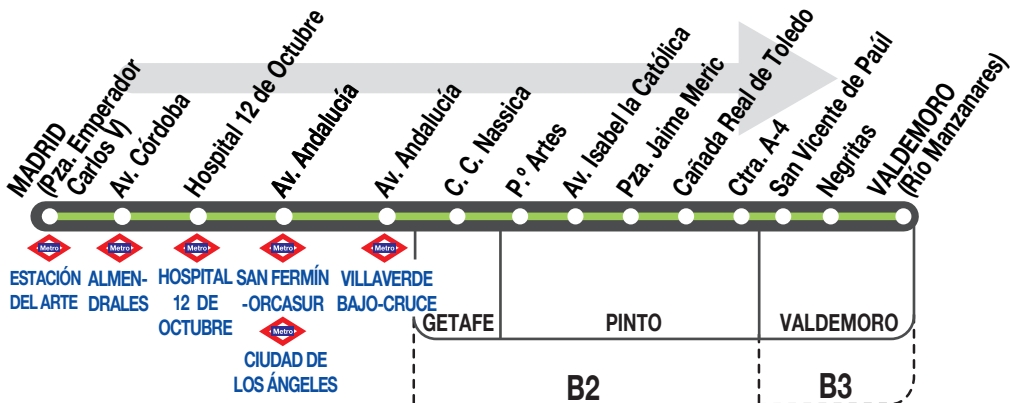 MADRID
(Pza. Emperador
Carlos V)
Av. Córdoba
Hospital 12 de Octubre
Av. Andalucía
Av. Andalucía
C. C. Nassica
P.º Artes
Av. Isabel la Católica
Pza. Jaime Meric
Cañada Real de Toledo
Ctra. A-4
San Vicente de Paúl
Negritas
VALDEMORO
(Río Manzanares)
Metro
ESTACIÓN
DEL ARTE
Metro
ALMEN-
DRALES
Metro
HOSPITAL
12 DE
OCTUBRE
Metro
SAN FERMÍN
-ORCASUR
Metro
CIUDAD DE
LOS ÁNGELES
Metro
VILLAVERDE
BAJO-CRUCE
GETAFE
PINTO
VALDEMORO
B2
B3